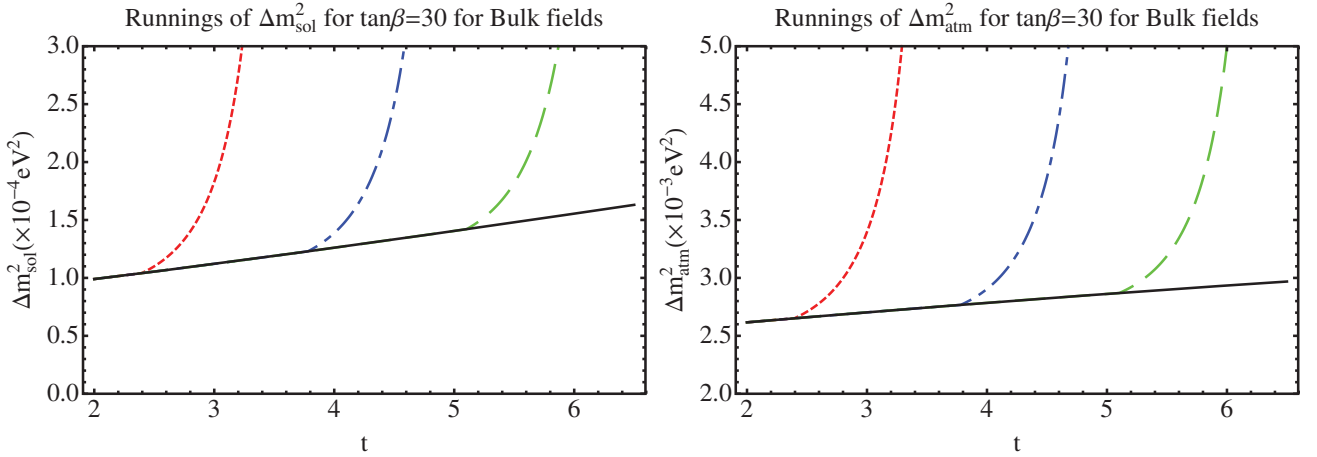 Runnings of Δm²sol for tanβ=30 for Bulk fields
3.0
2.5
2.0
1.5
1.0
0.5
0.0
Δm²sol(×10⁻⁴eV²)
2 3 4 5 6
t
Runnings of Δm²atm for tanβ=30 for Bulk fields
5.0
4.5
4.0
3.5
3.0
2.5
2.0
Δm²atm(×10⁻³eV²)
2 3 4 5 6
t